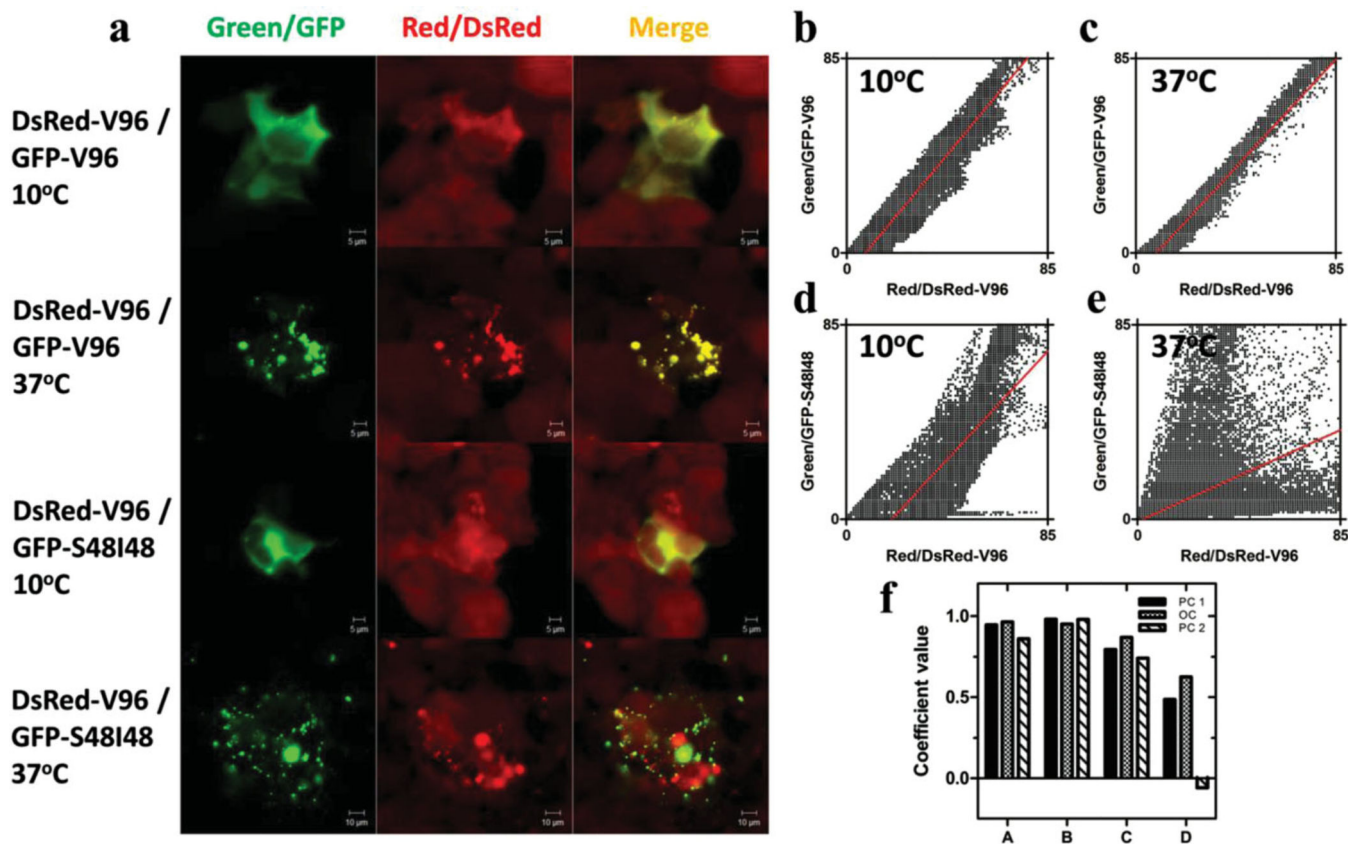 a
Green/GFP
Red/DsRed
Merge
DsRed-V96 /
GFP-V96
10°C
5 µm
5 µm
5 µm
DsRed-V96 /
GFP-V96
37°C
5 µm
5 µm
5 µm
DsRed-V96 /
GFP-S48I48
10°C
5 µm
5 µm
5 µm
DsRed-V96 /
GFP-S48I48
37°C
10 µm
10 µm
10 µm
b
85
10°C
Green/GFP-V96
0
0
85
Red/DsRed-V96
c
85
37°C
Green/GFP-V96
0
0
85
Red/DsRed-V96
d
85
10°C
Green/GFP-S48I48
0
0
85
Red/DsRed-V96
e
85
37°C
Green/GFP-S48I48
0
0
85
Red/DsRed-V96
f
PC 1
OC
PC 2
Coefficient value
1.0
0.5
0.0
A
B
C
D